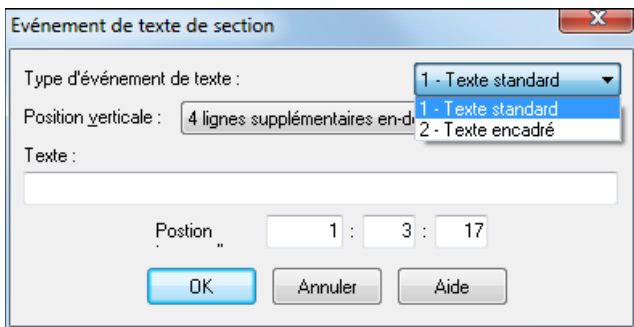 Evénement de texte de section
Type d'événement de texte : 1 - Texte standard
1 - Texte standard
Position verticale : 4 lignes supplémentaires
2 - Texte encadré
Texte :
Postion 1 : 3 : 17
OK Annuler Aide